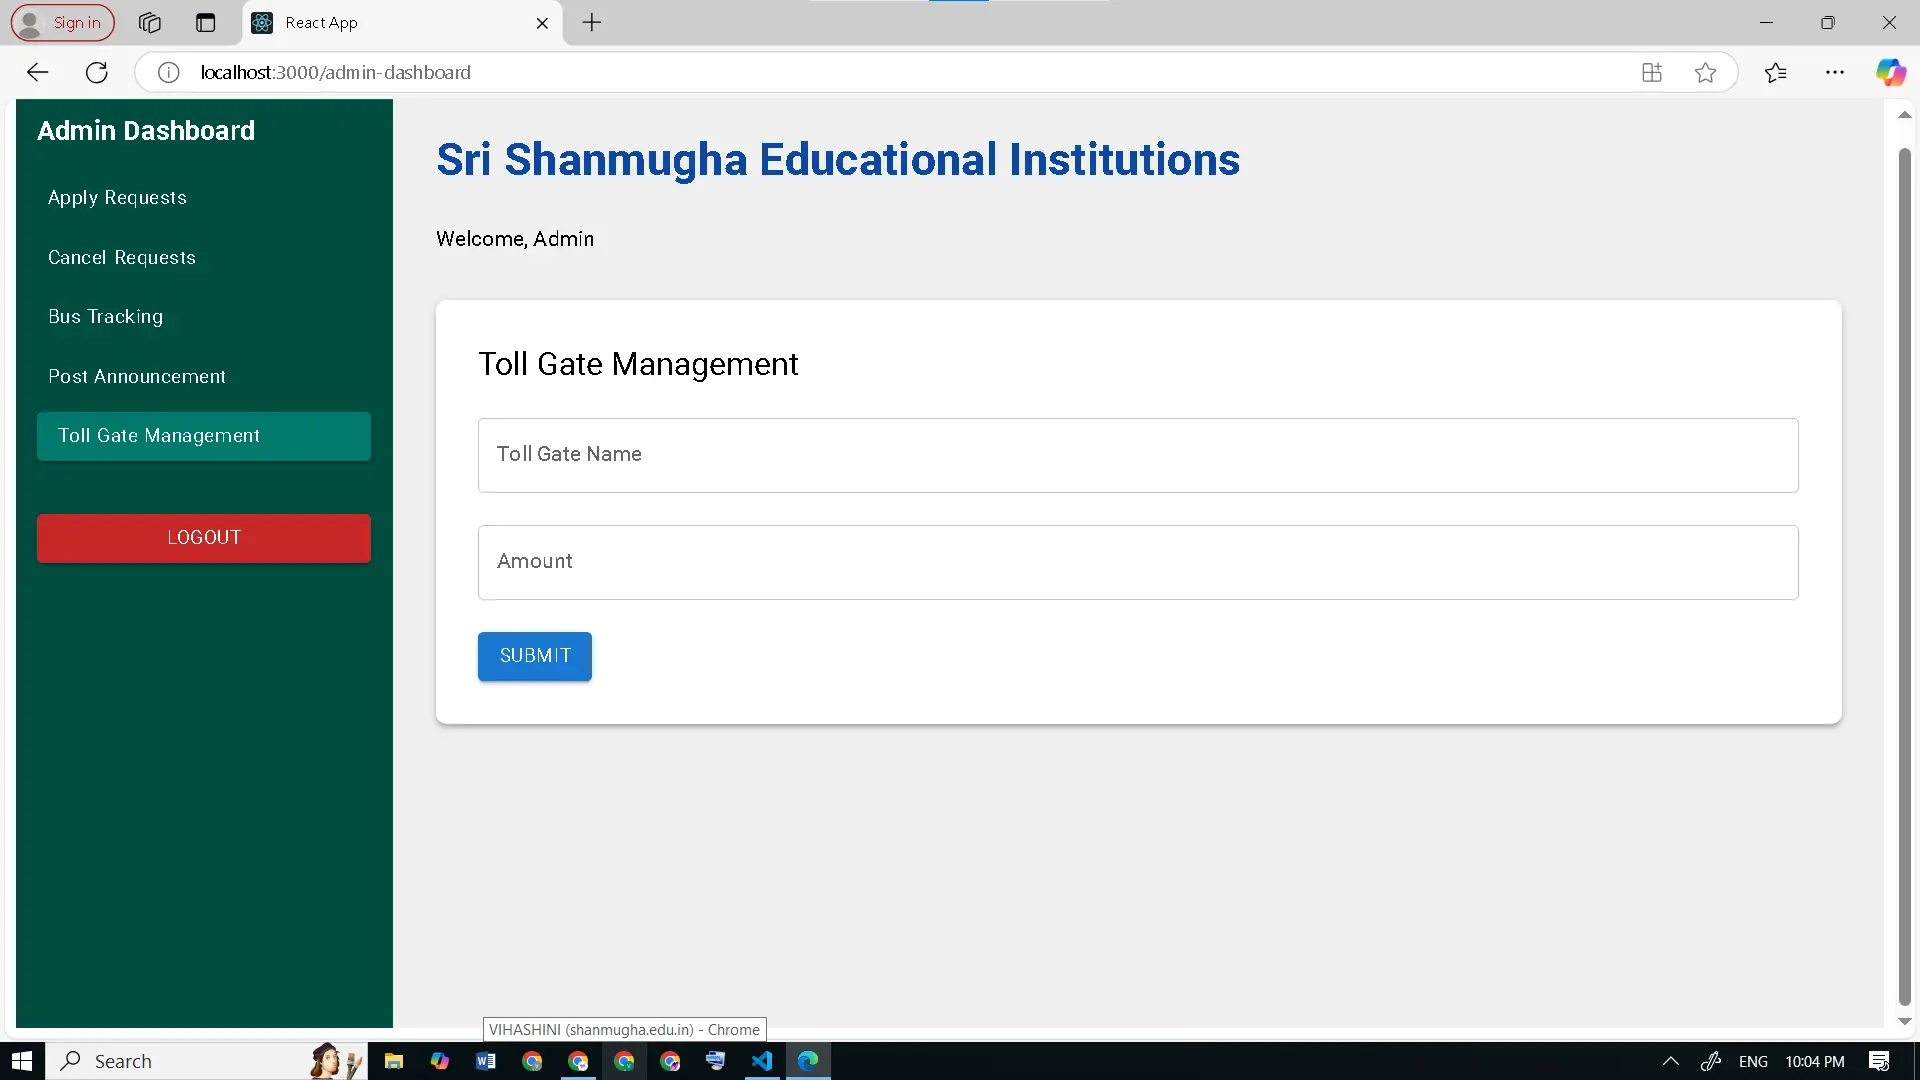 Sign in
React App
localhost:3000/admin-dashboard
Admin Dashboard
Apply Requests
Cancel Requests
Bus Tracking
Post Announcement
Toll Gate Management
LOGOUT
Sri Shanmugha Educational Institutions
Welcome, Admin
Toll Gate Management
Toll Gate Name
Amount
SUBMIT
VIHASHINI (shanmugha.edu.in) - Chrome
Search
ENG
10:04 PM